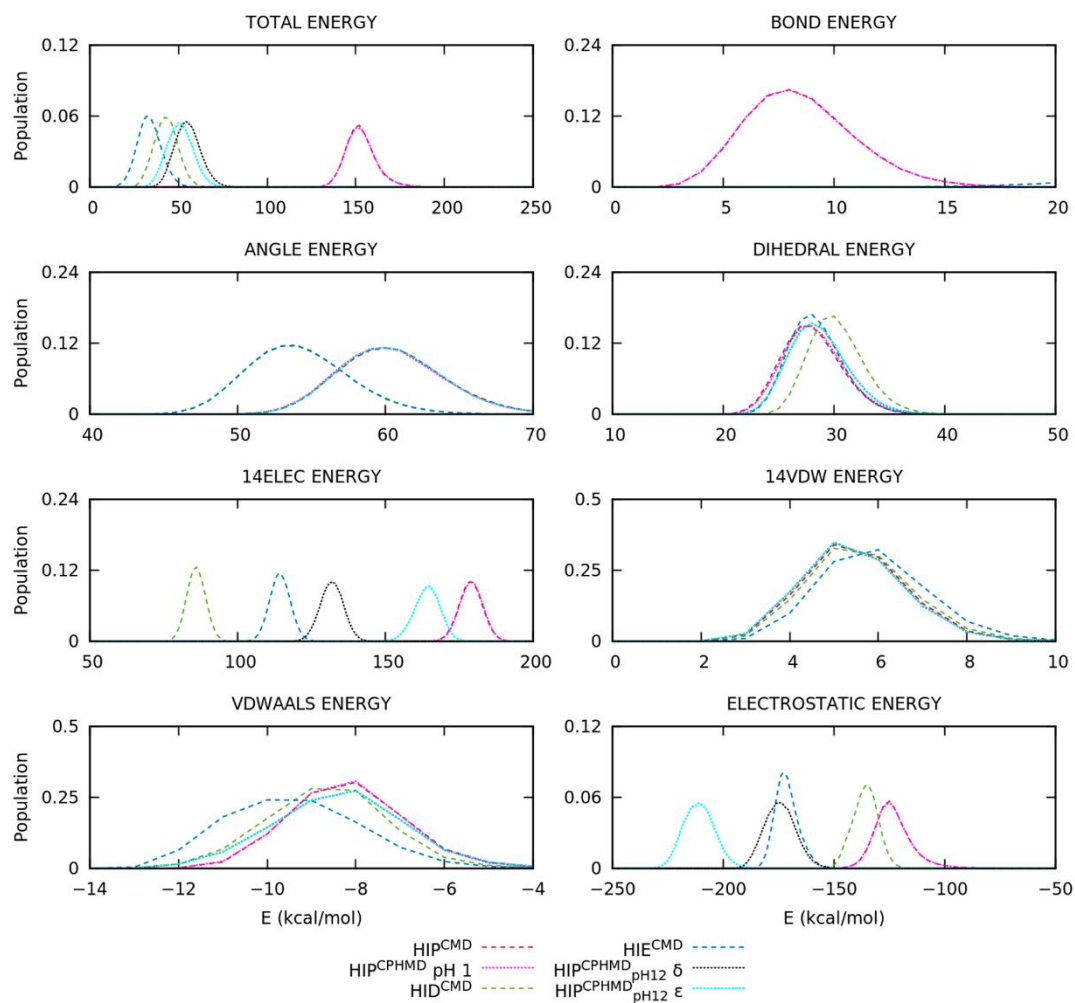 TOTAL ENERGY
BOND ENERGY
Population
0.12
0.06
0
0 50 100 150 200 250
0.24
0.12
0
0 5 10 15 20
ANGLE ENERGY
DIHEDRAL ENERGY
Population
0.24
0.12
0
40 50 60 70
0.24
0.12
0
10 20 30 40 50
14ELEC ENERGY
14VDW ENERGY
Population
0.24
0.12
0
50 100 150 200
0.5
0.25
0
0 2 4 6 8 10
VDWAALS ENERGY
ELECTROSTATIC ENERGY
Population
0.5
0.25
0
−14 −12 −10 −8 −6 −4
E (kcal/mol)
0.12
0.06
0
−250 −200 −150 −100 −50
E (kcal/mol)
HIP^CMD
HIP^CPHMD pH 1
HID^CMD
HIE^CMD
HIP^CPHMD_pH12 δ
HIP^CPHMD_pH12 ε